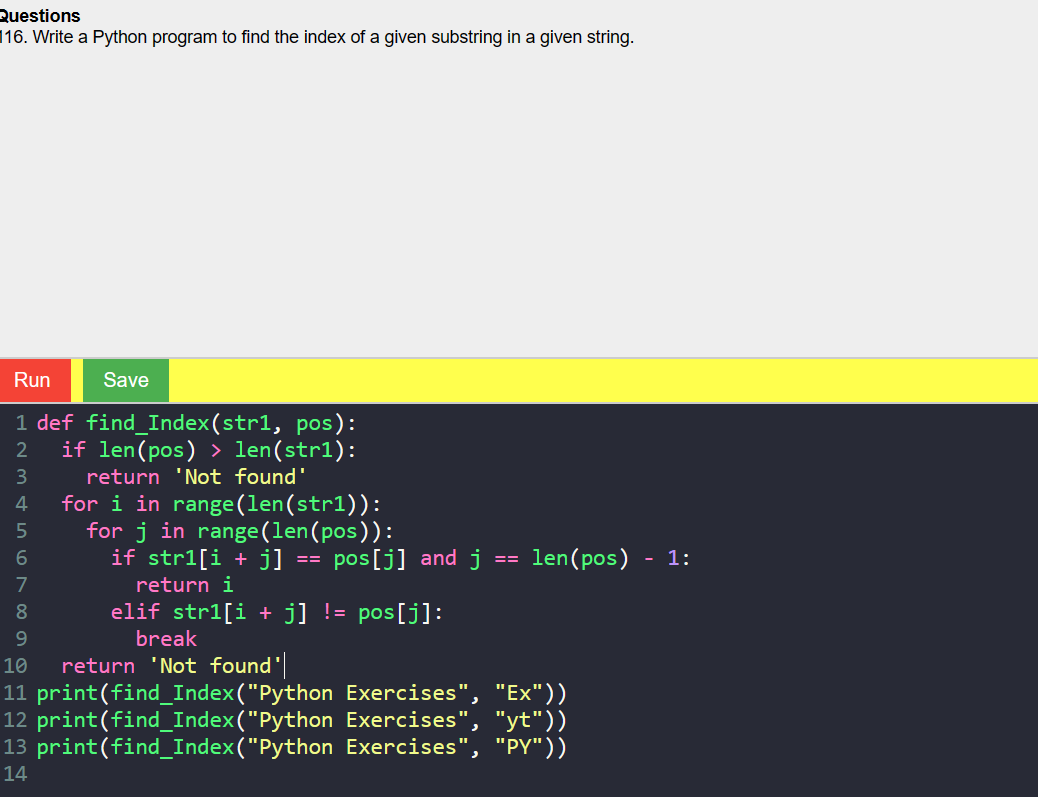 Questions
116. Write a Python program to find the index of a given substring in a given string.
Run Save
1 def find_Index(str1, pos):
2   if len(pos) > len(str1):
3     return 'Not found'
4   for i in range(len(str1)):
5     for j in range(len(pos)):
6       if str1[i + j] == pos[j] and j == len(pos) - 1:
7         return i
8       elif str1[i + j] != pos[j]:
9         break
10   return 'Not found'
11 print(find_Index("Python Exercises", "Ex"))
12 print(find_Index("Python Exercises", "yt"))
13 print(find_Index("Python Exercises", "PY"))
14